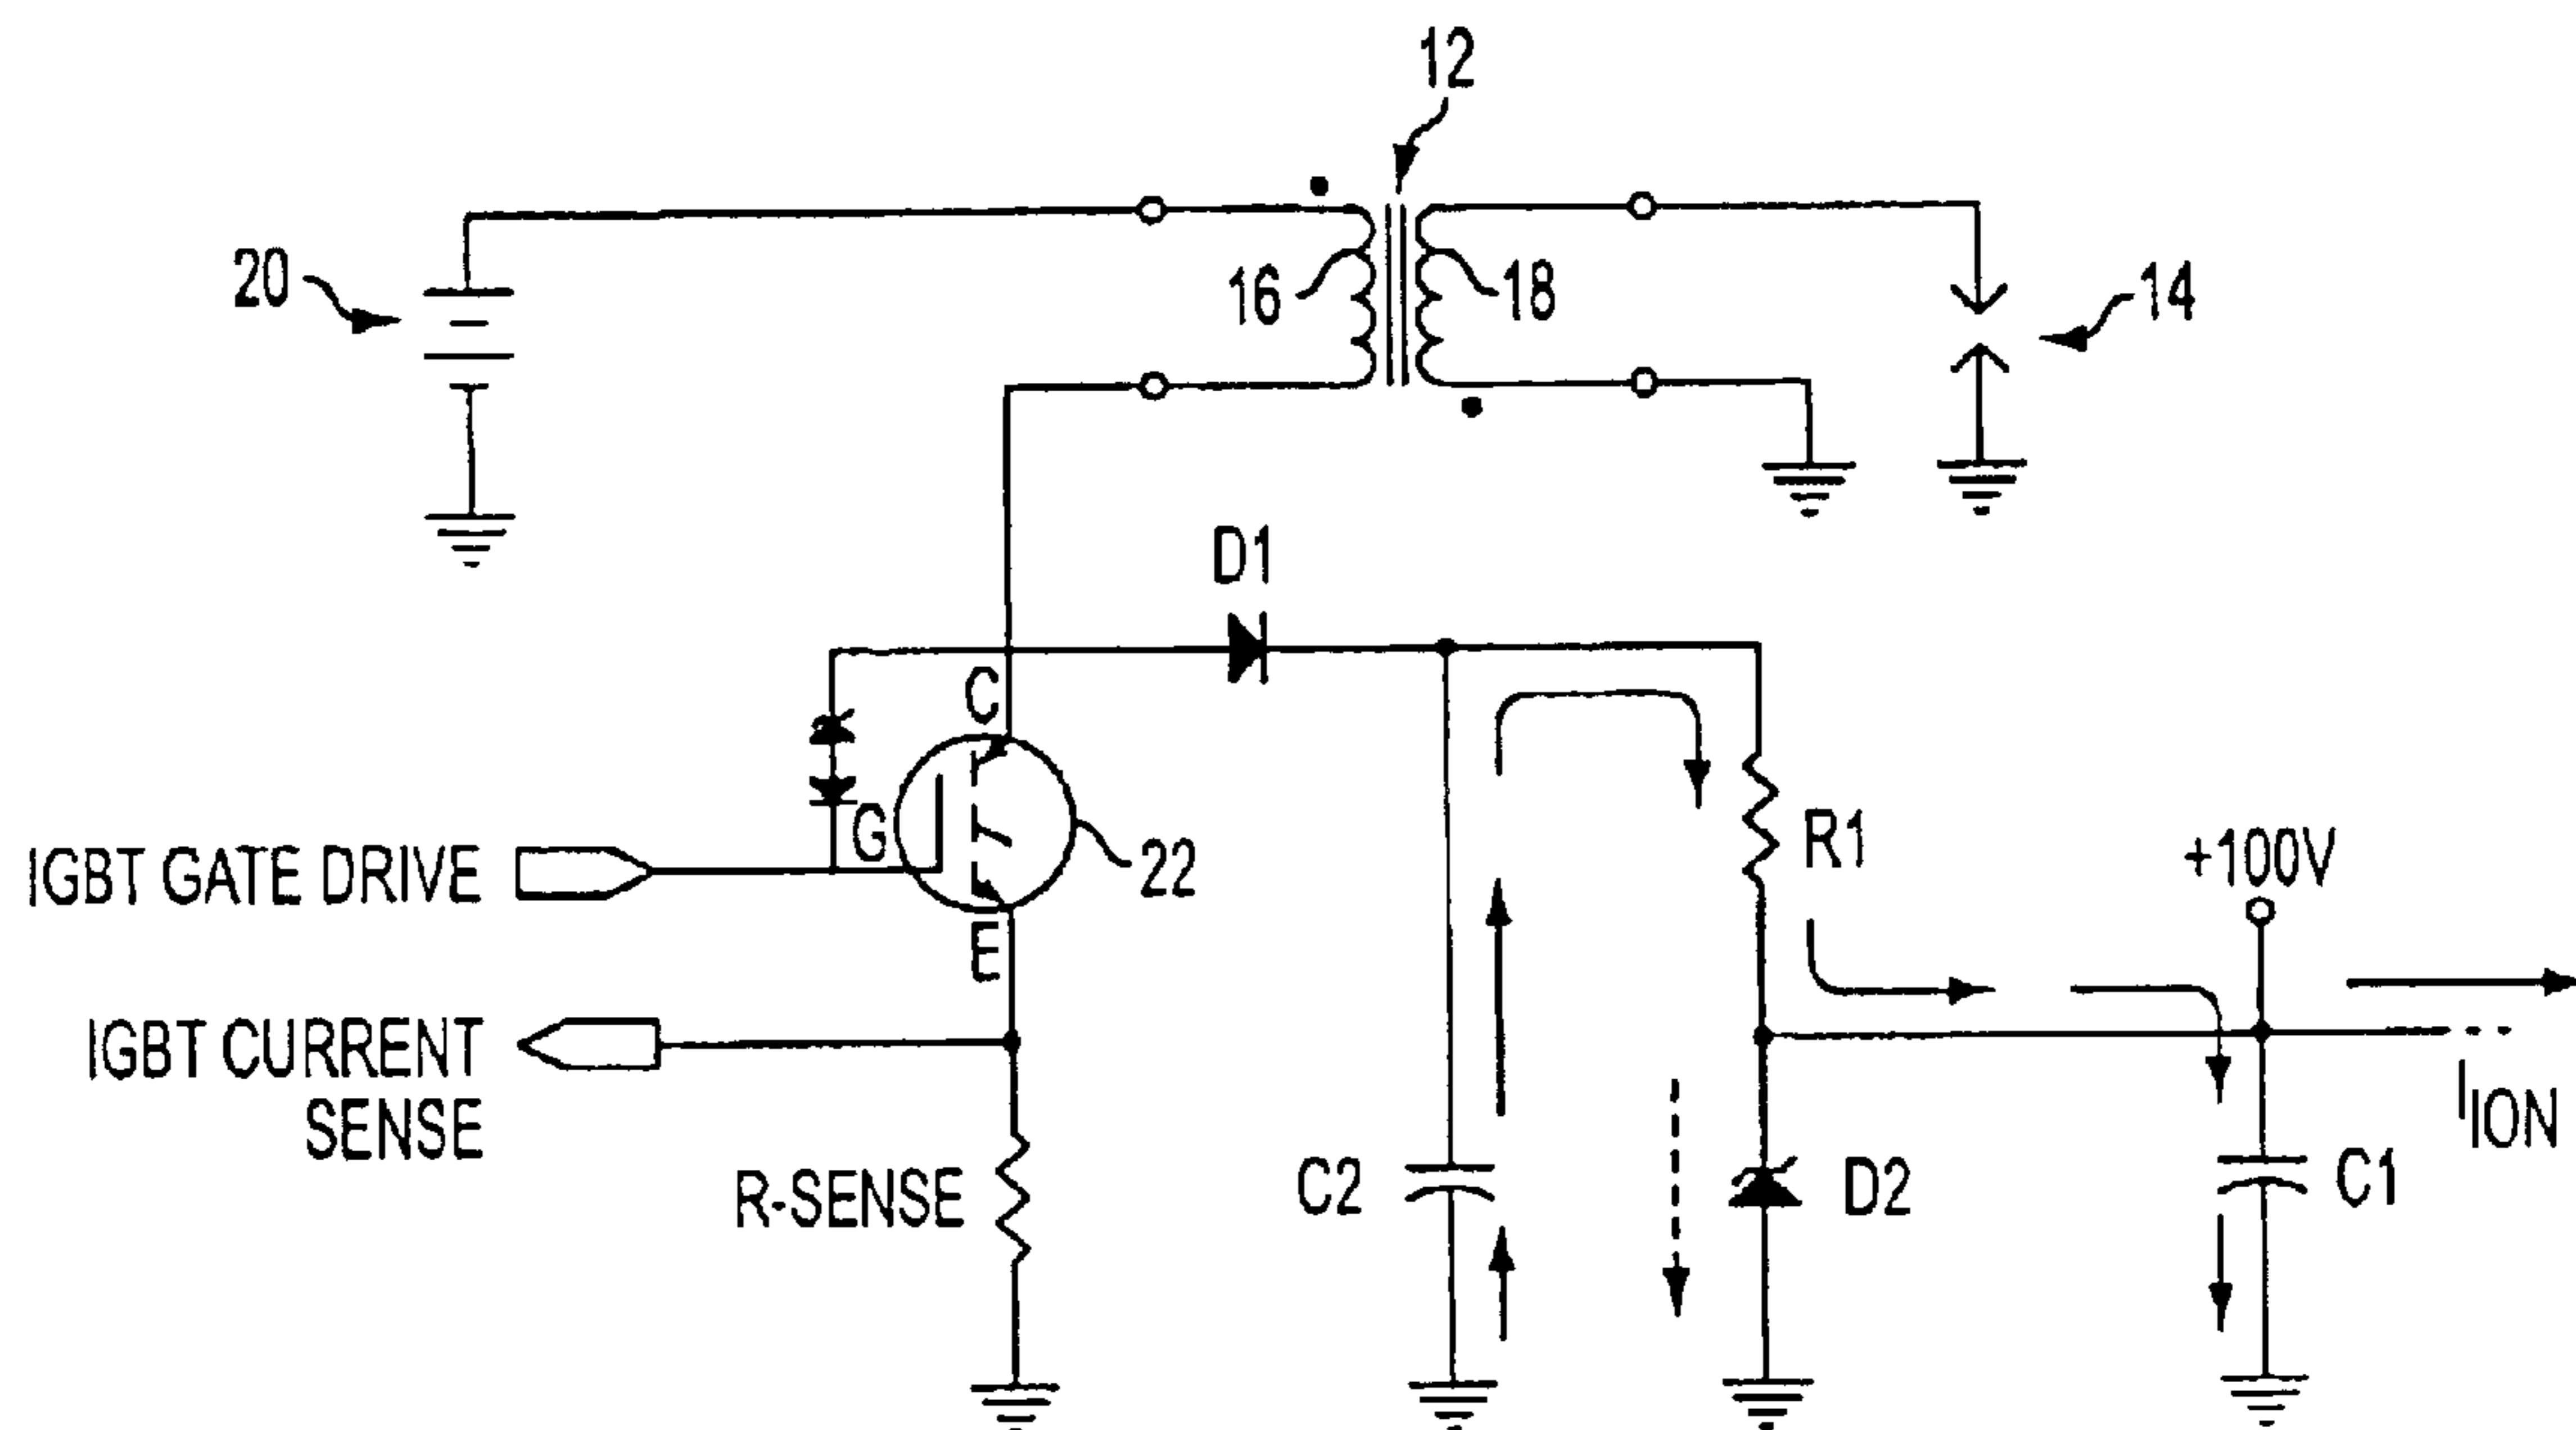 12
20
16
18
14
D1
C
G
22
R1
IGBT GATE DRIVE
+100V
E
IGBT CURRENT
SENSE
I ION
R-SENSE
C2
D2
C1